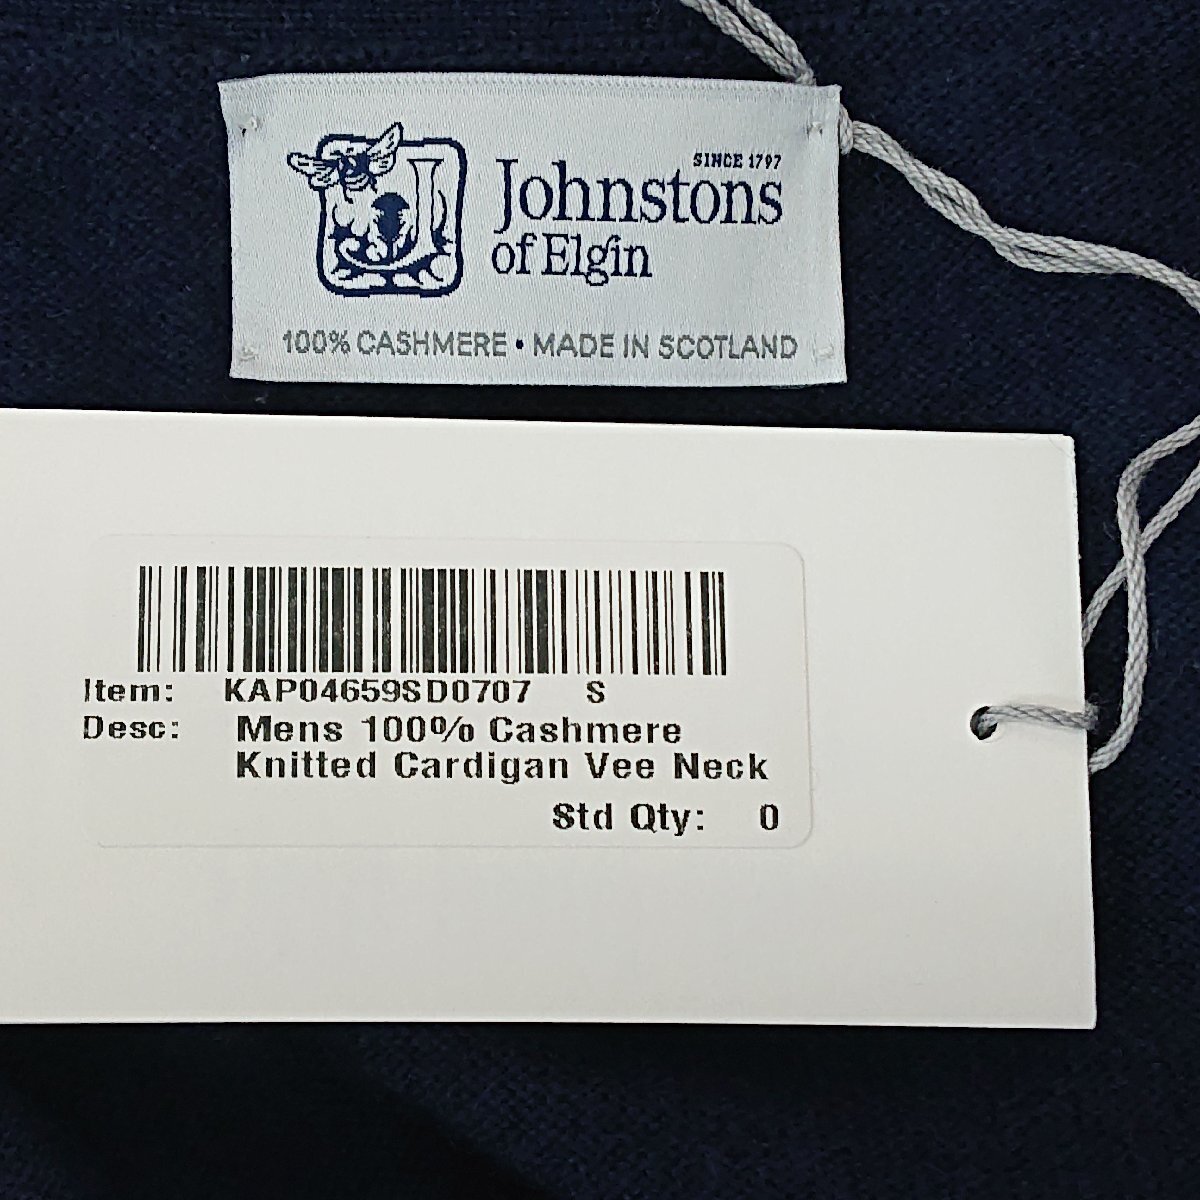 SINCE 1797
Johnstons
of Elgin
100% CASHMERE • MADE IN SCOTLAND
Item: KAP04659SD0707 S
Desc: Mens 100% Cashmere
Knitted Cardigan Vee Neck
Std Qty: 0